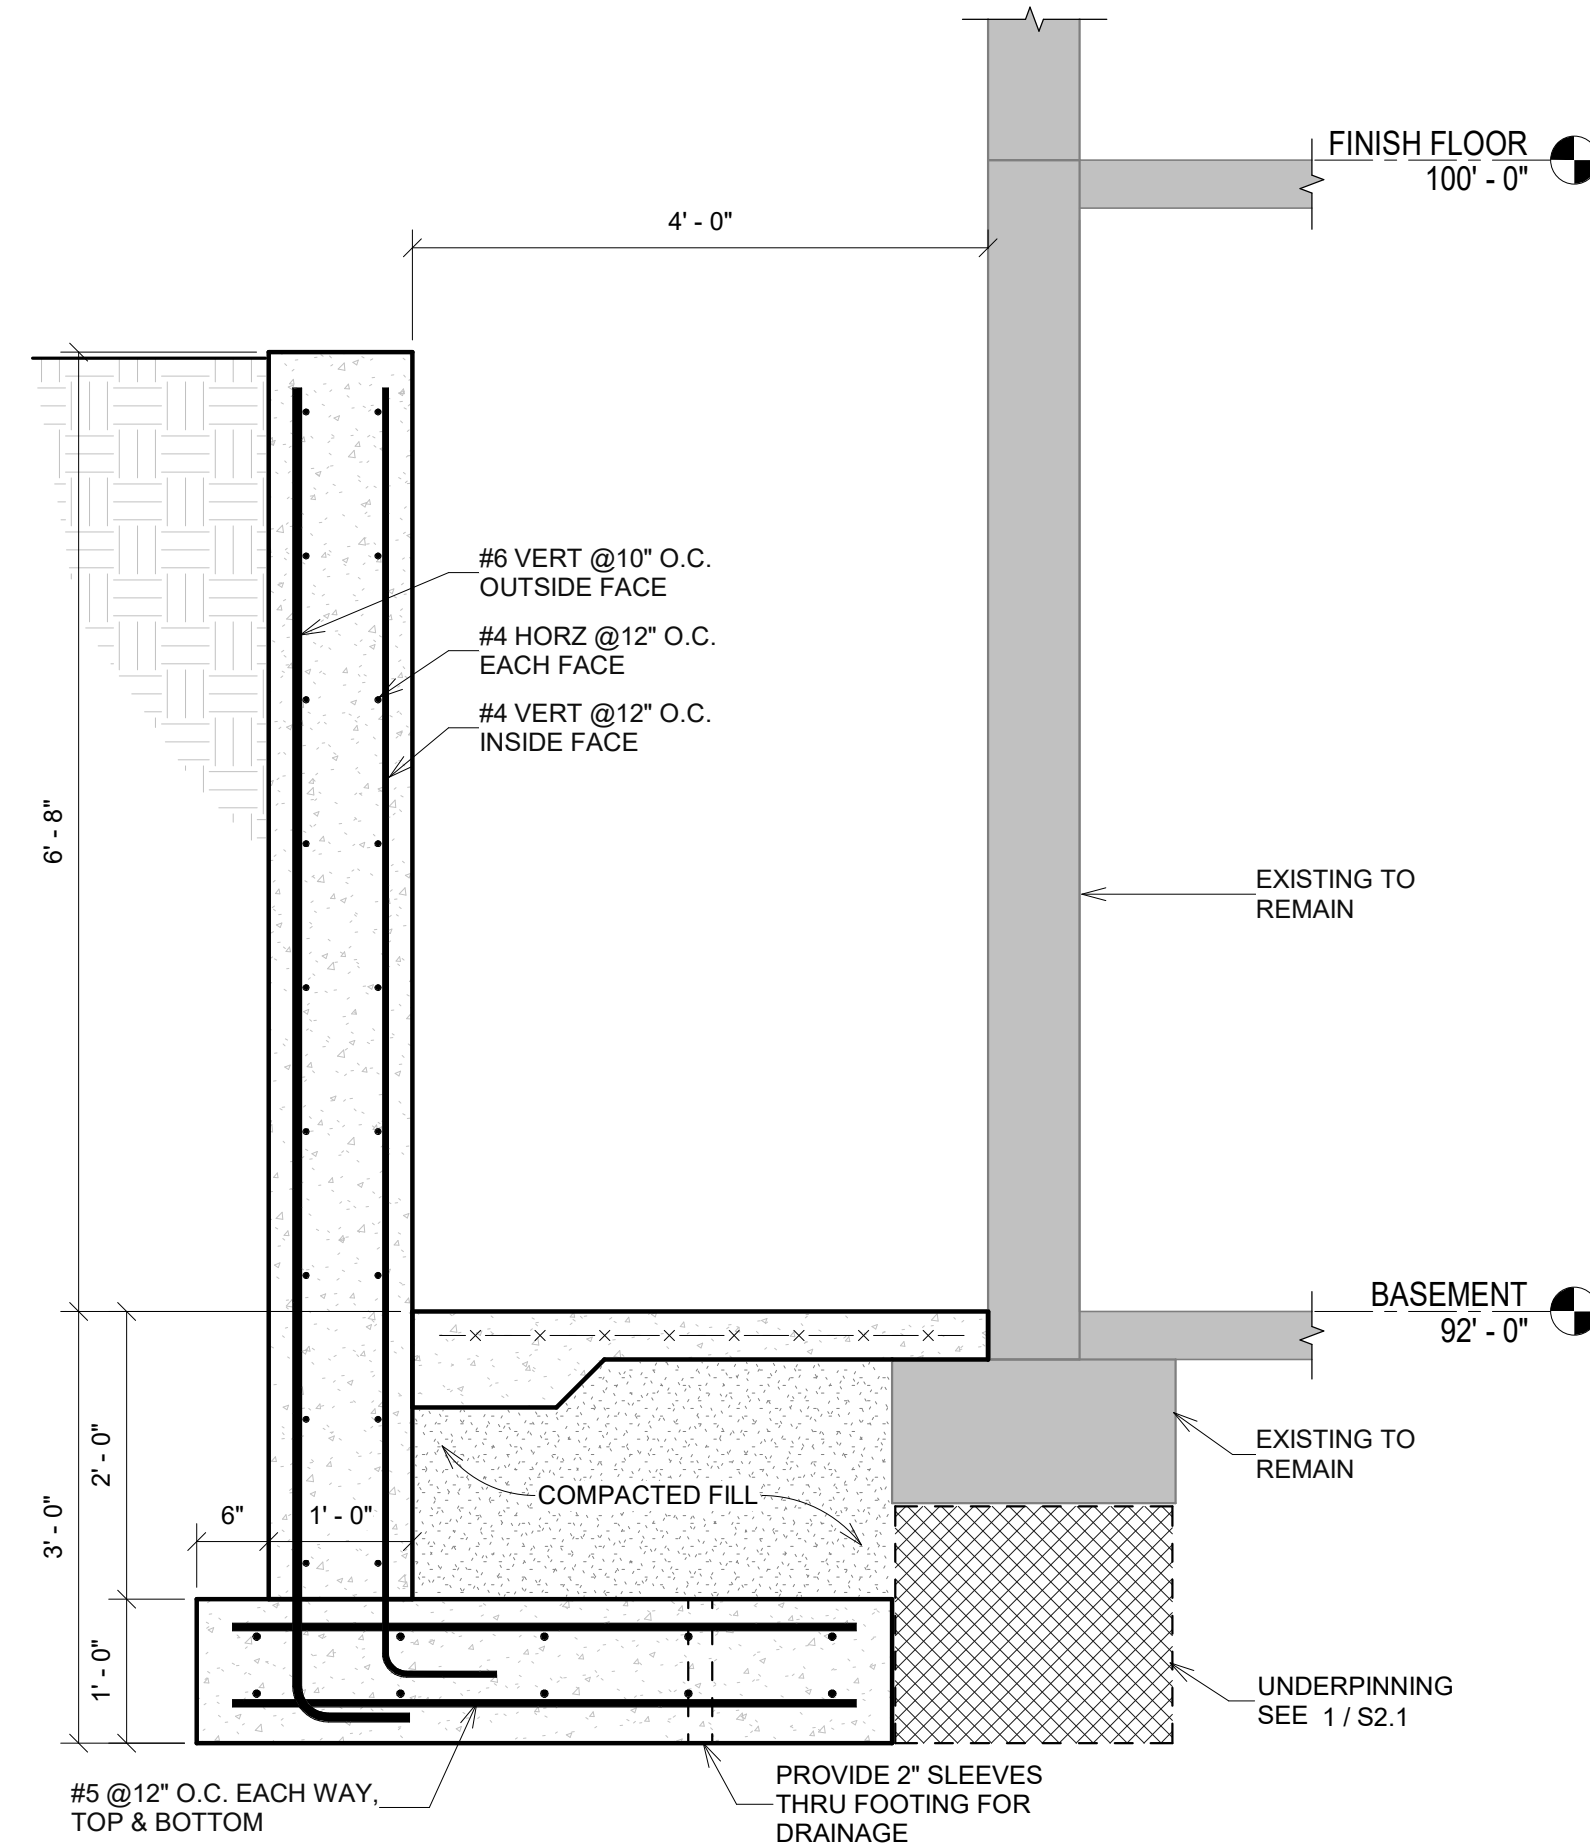 FINISH FLOOR
100' - 0"
4' - 0"
#6 VERT @10" O.C.
OUTSIDE FACE
#4 HORZ @12" O.C.
EACH FACE
#4 VERT @12" O.C.
INSIDE FACE
6' - 8"
EXISTING TO
REMAIN
BASEMENT
92' - 0"
EXISTING TO
REMAIN
2' - 0"
3' - 0"
COMPACTED FILL
6"
1' - 0"
1' - 0"
UNDERPINNING
SEE 1 / S2.1
#5 @12" O.C. EACH WAY,
TOP & BOTTOM
PROVIDE 2" SLEEVES
THRU FOOTING FOR
DRAINAGE